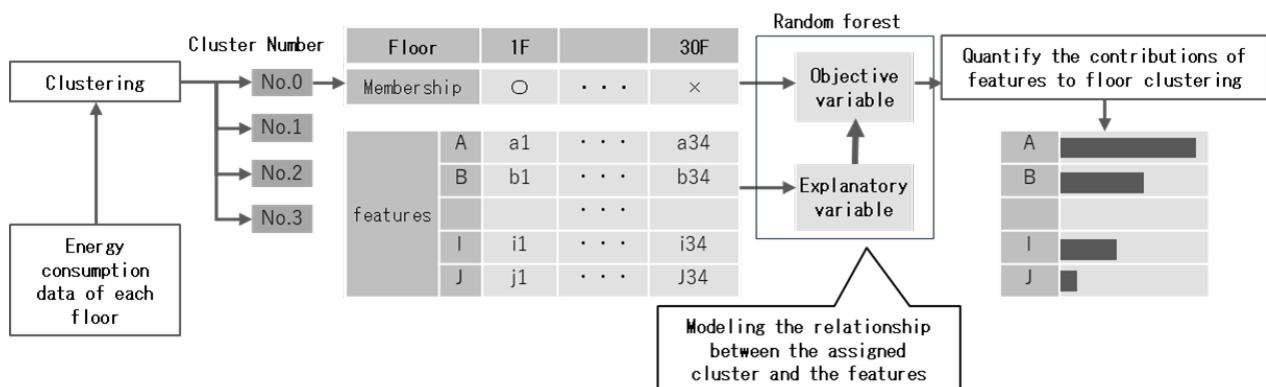 Random forest
Cluster Number
Clustering
No.0
No.1
No.2
No.3
Energy
consumption
data of each
floor
Floor 1F 30F
Membership ○ ・・・ ×
features
A a1 ・・・ a34
B b1 ・・・ b34
・・・
I i1 ・・・ i34
J j1 ・・・ J34
Objective
variable
Explanatory
variable
Modeling the relationship
between the assigned
cluster and the features
Quantify the contributions of
features to floor clustering
A
B
I
J